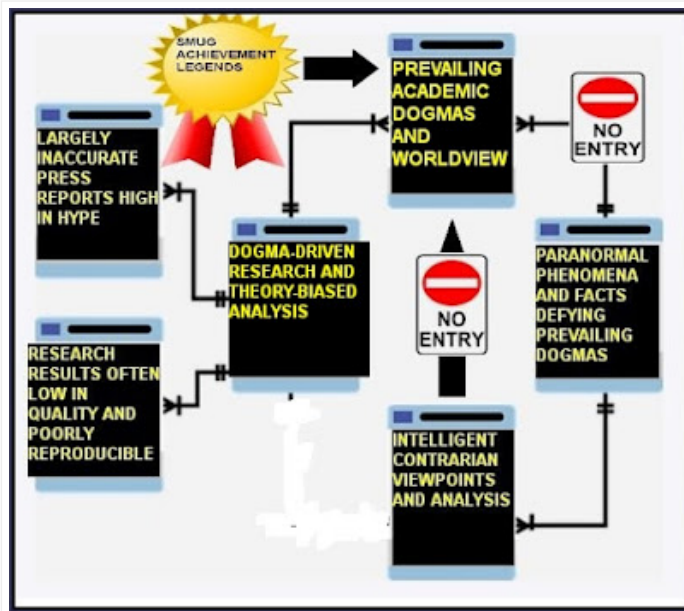 SMUG
ACHIEVEMENT
LEGENDS
PREVAILING
ACADEMIC
DOGMAS
AND
WORLDVIEW
NO
ENTRY
LARGELY
INACCURATE
PRESS
REPORTS HIGH
IN HYPE
DOGMA-DRIVEN
RESEARCH AND
THEORY-BIASED
ANALYSIS
NO
ENTRY
PARANORMAL
PHENOMENA
AND FACTS
DEFYING
PREVAILING
DOGMAS
RESEARCH
RESULTS OFTEN
LOW IN
QUALITY AND
POORLY
REPRODUCIBLE
INTELLIGENT
CONTRARIAN
VIEWPOINTS
AND ANALYSIS